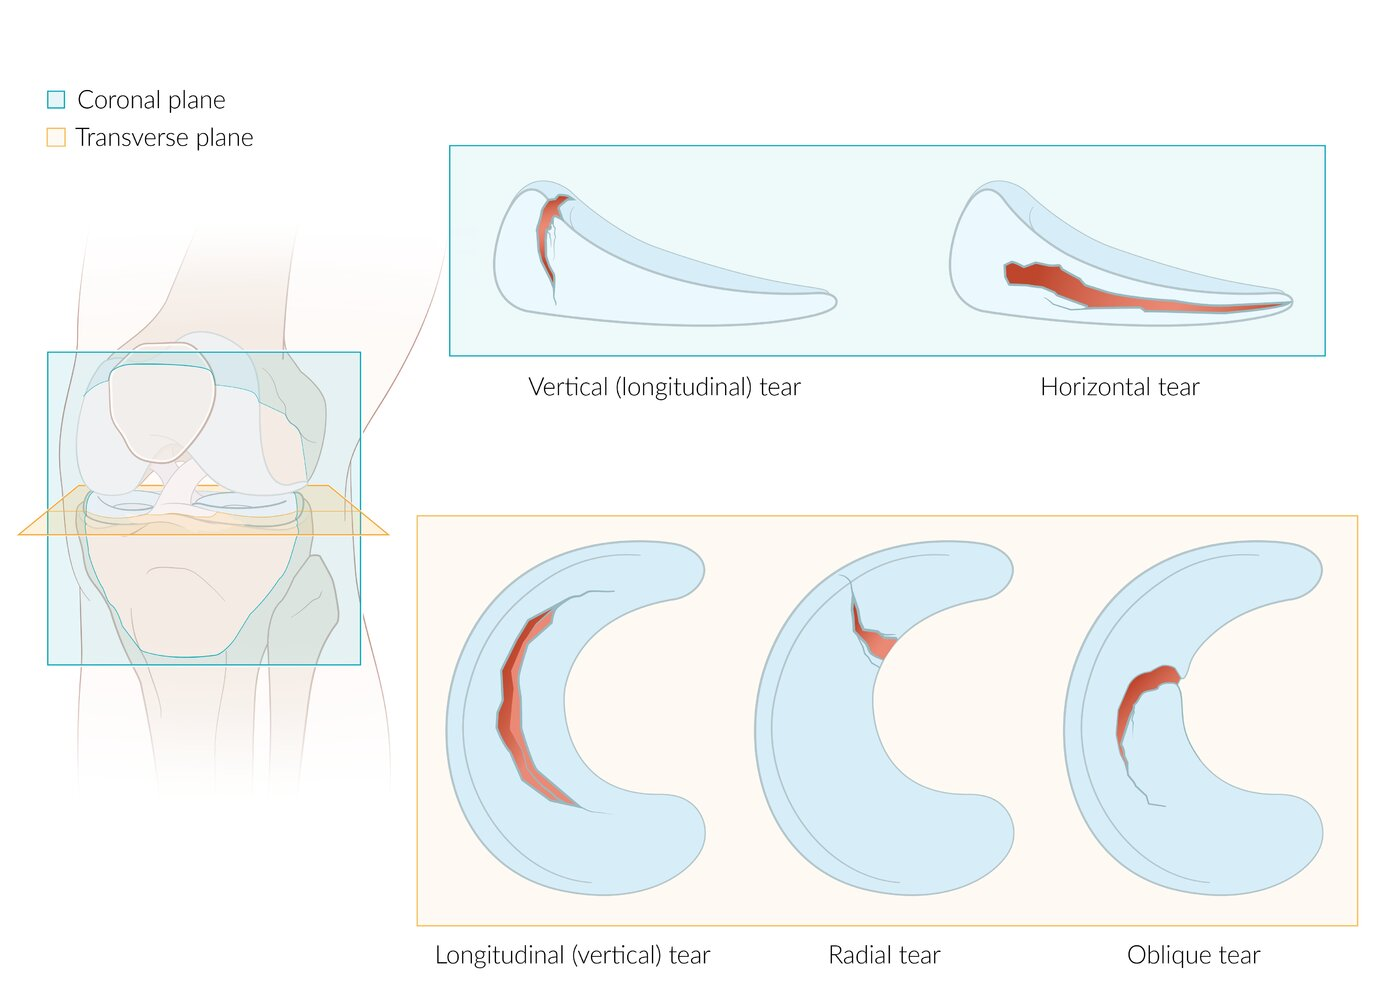 Coronal plane
Transverse plane
Vertical (longitudinal) tear
Horizontal tear
Longitudinal (vertical) tear
Radial tear
Oblique tear